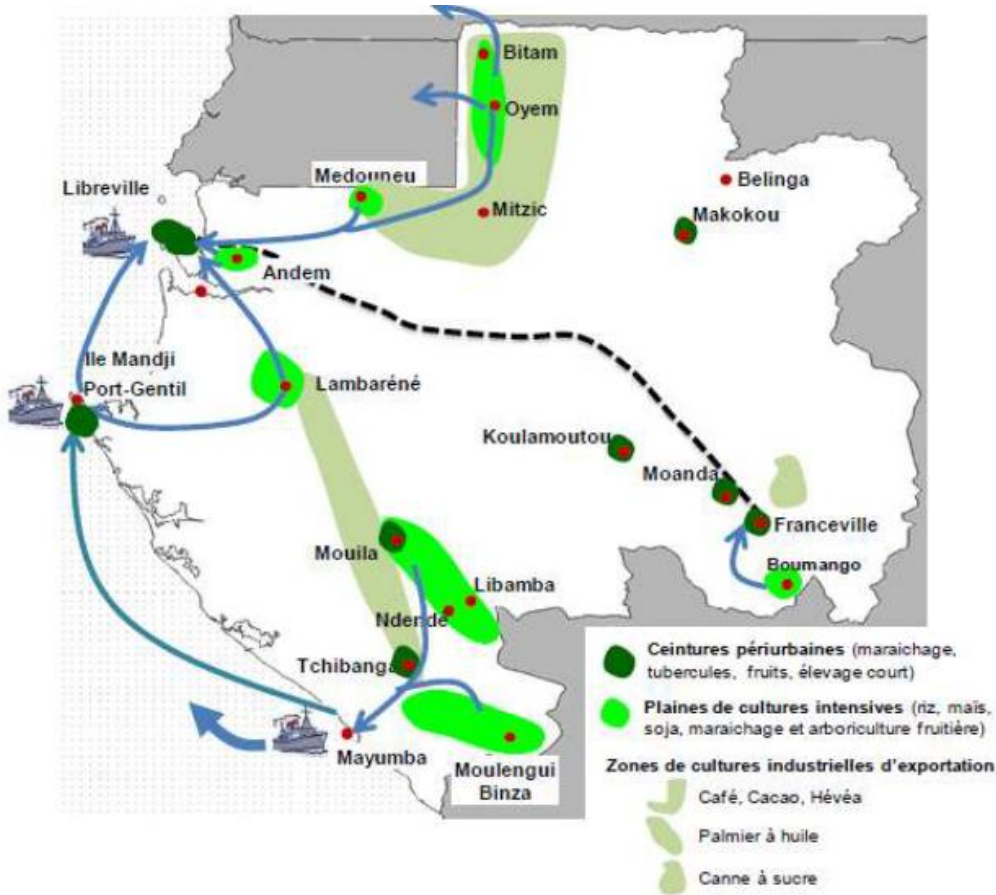 Bitam
Oyem
Medouneu
Libreville
Belinga
Mitzic
Makokou
Andem
Ile Mandji
Port-Gentil
Lambaréné
Koulamoutou
Moanda
Franceville
Mouila
Boumango
Libamba
Ndendé
Tchibanga
Mayumba
Moulengui
Binza
Ceintures périurbaines (maraichage,
tubercules, fruits, élevage court)
Plaines de cultures intensives (riz, maïs,
soja, maraichage et arboriculture fruitière)
Zones de cultures industrielles d'exportation
Café, Cacao, Hévéa
Palmier à huile
Canne à sucre